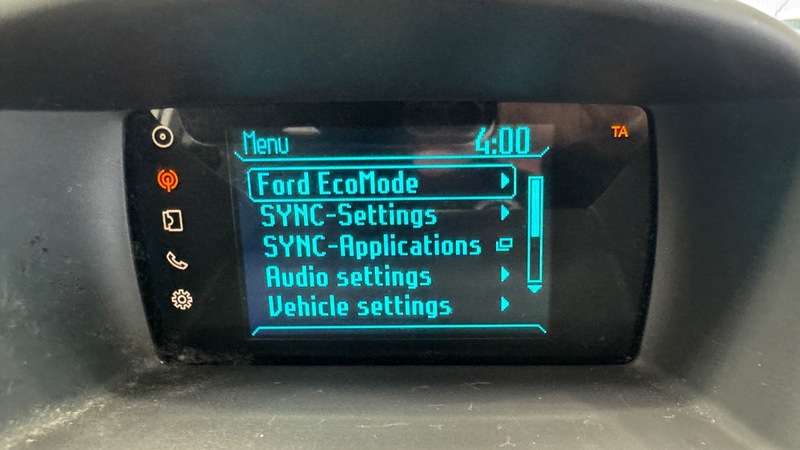 Menu 4:00 TA
Ford EcoMode
SYNC-Settings
SYNC-Applications
Audio settings
Vehicle settings